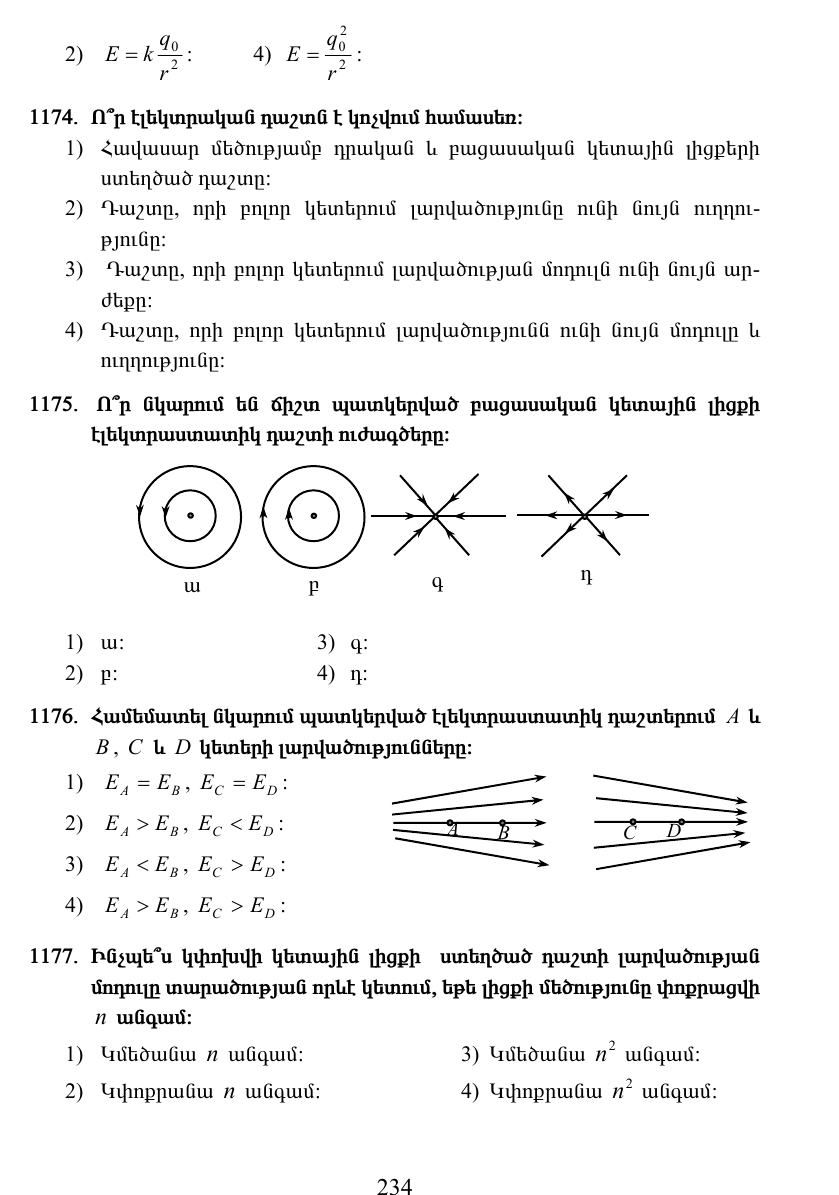 2) E = k q₀/r² :   4) E = q₀²/r² :
1174. Ո՞ր էլեկտրական դաշտն է կոչվում համասեռ:
1) Հավասար մեծությամբ դրական և բացասական կետային լիցքերի
ստեղծած դաշտը:
2) Դաշտը, որի բոլոր կետերում լարվածությունը ունի նույն ուղղու-
թյունը:
3) Դաշտը, որի բոլոր կետերում լարվածության մոդուլն ունի նույն ար-
ժեքը:
4) Դաշտը, որի բոլոր կետերում լարվածությունն ունի նույն մոդուլը և
ուղղությունը:
1175. Ո՞ր նկարում են ճիշտ պատկերված բացասական կետային լիցքի
էլեկտրաստատիկ դաշտի ուժագծերը:
ա բ գ դ
1) ա: 3) գ:
2) բ: 4) դ:
1176. Համեմատել նկարում պատկերված էլեկտրաստատիկ դաշտերում A և
B , C և D կետերի լարվածությունները:
1) E_A = E_B , E_C = E_D :
2) E_A > E_B , E_C < E_D :
A B C D
3) E_A < E_B , E_C > E_D :
4) E_A > E_B , E_C > E_D :
1177. Ինչպե՞ս կփոխվի կետային լիցքի ստեղծած դաշտի լարվածության
մոդուլը տարածության որևէ կետում, եթե լիցքի մեծությունը փոքրացվի
n անգամ:
1) Կմեծանա n անգամ: 3) Կմեծանա n² անգամ:
2) Կփոքրանա n անգամ: 4) Կփոքրանա n² անգամ:
234